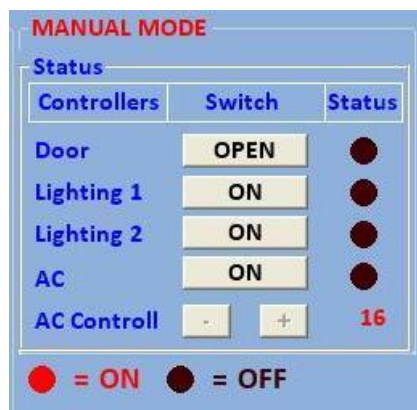 MANUAL MODE
Status
Controllers Switch Status
Door OPEN
Lighting 1 ON
Lighting 2 ON
AC ON
AC Controll - + 16
= ON = OFF